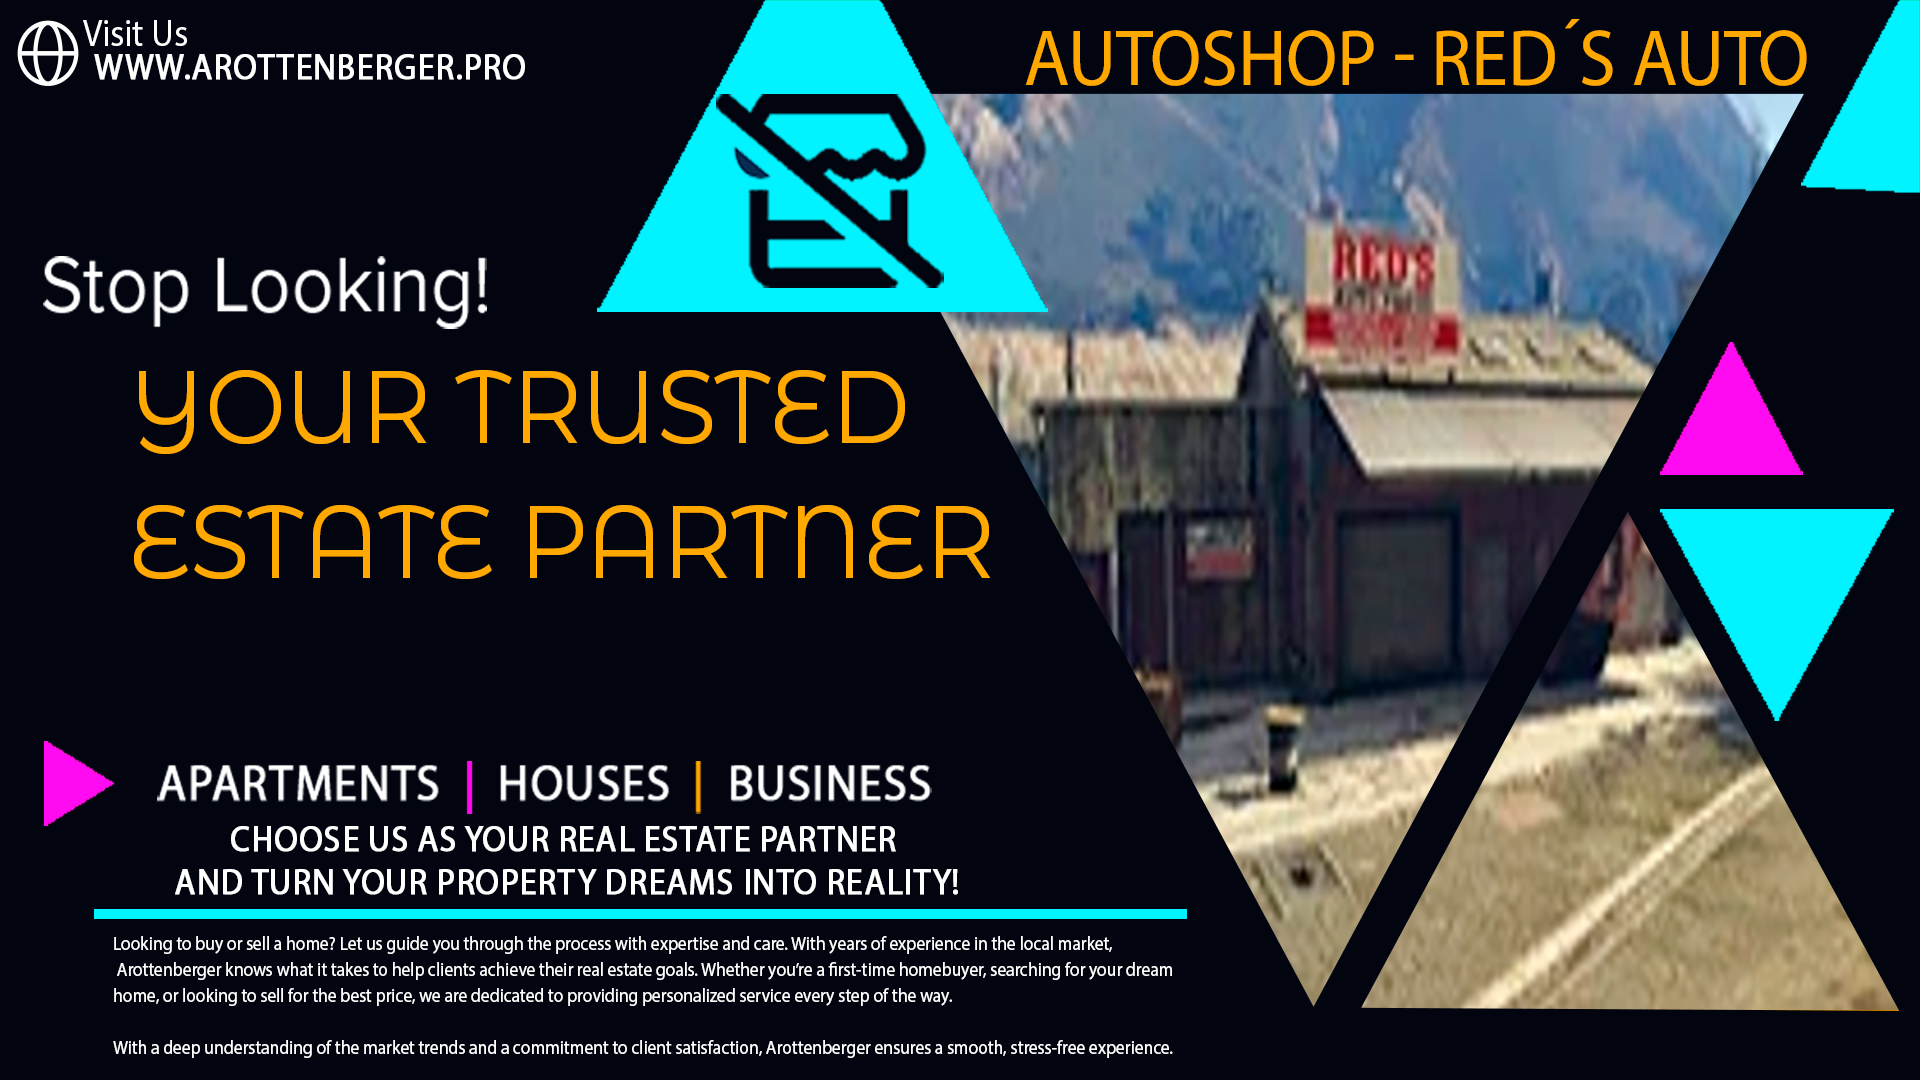 Visit Us
WWW.AROTTENBERGER.PRO
AUTOSHOP - RED´S AUTO
RED'S
Stop Looking!
YOUR TRUSTED
ESTATE PARTNER
APARTMENTS | HOUSES | BUSINESS
CHOOSE US AS YOUR REAL ESTATE PARTNER
AND TURN YOUR PROPERTY DREAMS INTO REALITY!
Looking to buy or sell a home? Let us guide you through the process with expertise and care. With years of experience in the local market,
Arottenberger knows what it takes to help clients achieve their real estate goals. Whether you're a first-time homebuyer, searching for your dream
home, or looking to sell for the best price, we are dedicated to providing personalized service every step of the way.
With a deep understanding of the market trends and a commitment to client satisfaction, Arottenberger ensures a smooth, stress-free experience.